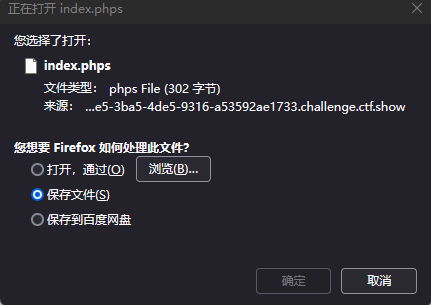 正在打开 index.phps
您选择了打开：
index.phps
文件类型： phps File (302 字节)
来源： ...e5-3ba5-4de5-9316-a53592ae1733.challenge.ctf.show
您想要 Firefox 如何处理此文件?
打开，通过(O) 浏览(B)...
保存文件(S)
保存到百度网盘
确定 取消